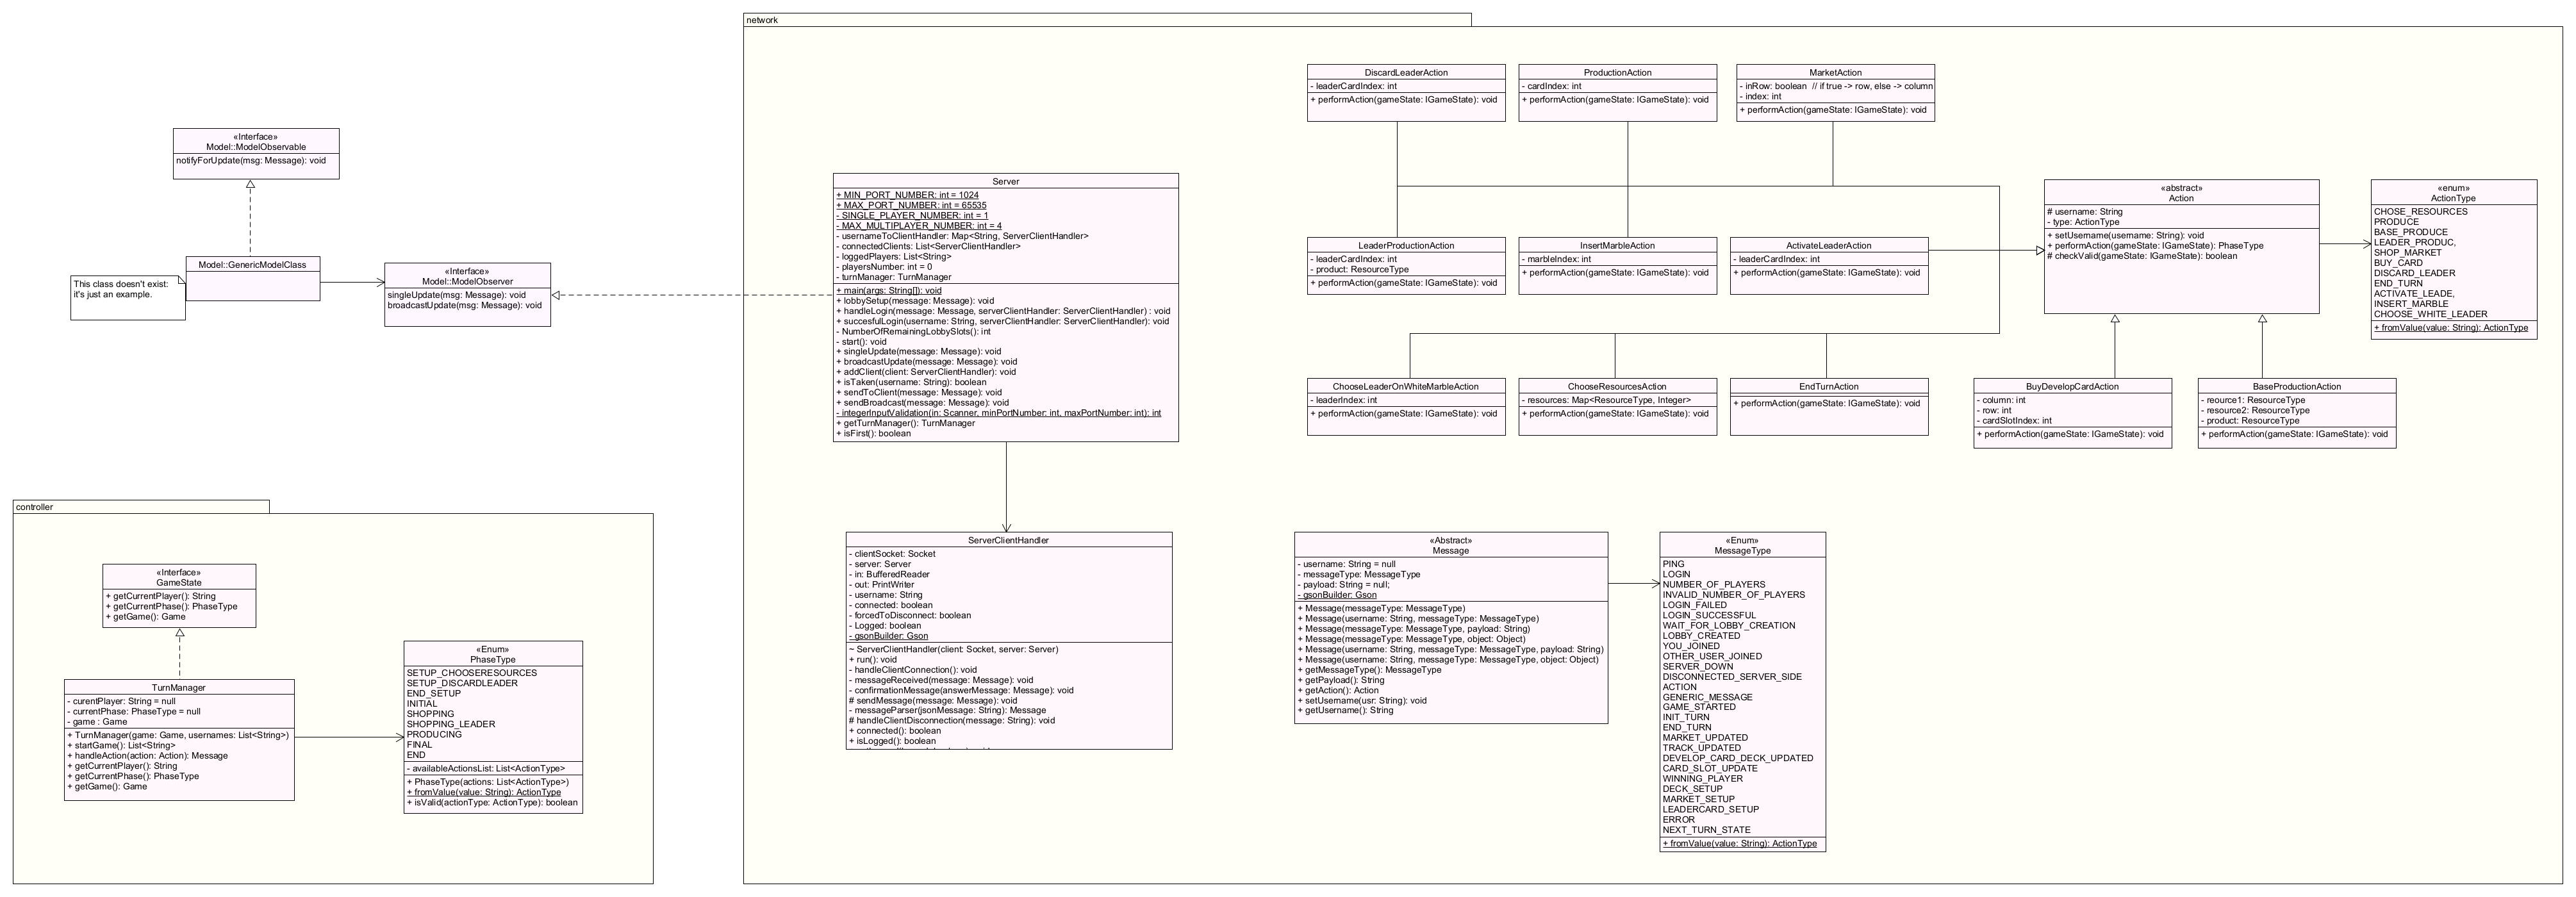 network
DiscardLeaderAction
- leaderCardIndex: int
+ performAction(gameState: IGameState): void
ProductionAction
- cardIndex: int
+ performAction(gameState: IGameState): void
MarketAction
- inRow: boolean // if true -> row, else -> column
- index: int
+ performAction(gameState: IGameState): void
«Interface»
Model::ModelObservable
notifyForUpdate(msg: Message): void
Server
+ MIN_PORT_NUMBER: int = 1024
+ MAX_PORT_NUMBER: int = 65535
- SINGLE_PLAYER_NUMBER: int = 1
- MAX_MULTIPLAYER_NUMBER: int = 4
- usernameToClientHandler: Map<String, ServerClientHandler>
- connectedClients: List<ServerClientHandler>
- loggedPlayers: List<String>
- playersNumber: int = 0
- turnManager: TurnManager
+ main(args: String[]): void
+ lobbySetup(message: Message): void
+ handleLogin(message: Message, serverClientHandler: ServerClientHandler) : void
+ succesfulLogin(username: String, serverClientHandler: ServerClientHandler): void
- NumberOfRemainingLobbySlots(): int
- start(): void
+ singleUpdate(message: Message): void
+ broadcastUpdate(message: Message): void
+ addClient(client: ServerClientHandler): void
+ isTaken(username: String): boolean
+ sendToClient(message: Message): void
+ sendBroadcast(message: Message): void
- integerInputValidation(in: Scanner, minPortNumber: int, maxPortNumber: int): int
+ getTurnManager(): TurnManager
+ isFirst(): boolean
«abstract»
Action
# username: String
- type: ActionType
+ setUsername(username: String): void
+ performAction(gameState: IGameState): PhaseType
# checkValid(gameState: IGameState): boolean
«enum»
ActionType
CHOSE_RESOURCES
PRODUCE
BASE_PRODUCE
LEADER_PRODUC,
SHOP_MARKET
BUY_CARD
DISCARD_LEADER
END_TURN
ACTIVATE_LEADE,
INSERT_MARBLE
CHOOSE_WHITE_LEADER
+ fromValue(value: String): ActionType
LeaderProductionAction
- leaderCardIndex: int
- product: ResourceType
+ performAction(gameState: IGameState): void
InsertMarbleAction
- marbleIndex: int
+ performAction(gameState: IGameState): void
ActivateLeaderAction
- leaderCardIndex: int
+ performAction(gameState: IGameState): void
Model::GenericModelClass
This class doesn't exist:
it's just an example.
«Interface»
Model::ModelObserver
singleUpdate(msg: Message): void
broadcastUpdate(msg: Message): void
ChooseLeaderOnWhiteMarbleAction
- leaderIndex: int
+ performAction(gameState: IGameState): void
ChooseResourcesAction
- resources: Map<ResourceType, Integer>
+ performAction(gameState: IGameState): void
EndTurnAction
+ performAction(gameState: IGameState): void
BuyDevelopCardAction
- column: int
- row: int
- cardSlotIndex: int
+ performAction(gameState: IGameState): void
BaseProductionAction
- reource1: ResourceType
- resource2: ResourceType
- product: ResourceType
+ performAction(gameState: IGameState): void
controller
«Interface»
GameState
+ getCurrentPlayer(): String
+ getCurrentPhase(): PhaseType
+ getGame(): Game
TurnManager
- curentPlayer: String = null
- currentPhase: PhaseType = null
- game : Game
+ TurnManager(game: Game, usernames: List<String>)
+ startGame(): List<String>
+ handleAction(action: Action): Message
+ getCurrentPlayer(): String
+ getCurrentPhase(): PhaseType
+ getGame(): Game
«Enum»
PhaseType
SETUP_CHOOSERESOURCES
SETUP_DISCARDLEADER
END_SETUP
INITIAL
SHOPPING
SHOPPING_LEADER
PRODUCING
FINAL
END
- availableActionsList: List<ActionType>
+ PhaseType(actions: List<ActionType>)
+ fromValue(value: String): ActionType
+ isValid(actionType: ActionType): boolean
ServerClientHandler
- clientSocket: Socket
- server: Server
- in: BufferedReader
- out: PrintWriter
- username: String
- connected: boolean
- forcedToDisconnect: boolean
- Logged: boolean
- gsonBuilder: Gson
~ ServerClientHandler(client: Socket, server: Server)
+ run(): void
- handleClientConnection(): void
- messageReceived(message: Message): void
- confirmationMessage(answerMessage: Message): void
# sendMessage(message: Message): void
- messageParser(jsonMessage: String): Message
# handleClientDisconnection(message: String): void
+ connected(): boolean
+ isLogged(): boolean
«Abstract»
Message
- username: String = null
- messageType: MessageType
- payload: String = null;
- gsonBuilder: Gson
+ Message(messageType: MessageType)
+ Message(username: String, messageType: MessageType)
+ Message(messageType: MessageType, payload: String)
+ Message(messageType: MessageType, object: Object)
+ Message(username: String, messageType: MessageType, payload: String)
+ Message(username: String, messageType: MessageType, object: Object)
+ getMessageType(): MessageType
+ getPayload(): String
+ getAction(): Action
+ setUsername(usr: String): void
+ getUsername(): String
«Enum»
MessageType
PING
LOGIN
NUMBER_OF_PLAYERS
INVALID_NUMBER_OF_PLAYERS
LOGIN_FAILED
LOGIN_SUCCESSFUL
WAIT_FOR_LOBBY_CREATION
LOBBY_CREATED
YOU_JOINED
OTHER_USER_JOINED
SERVER_DOWN
DISCONNECTED_SERVER_SIDE
ACTION
GENERIC_MESSAGE
GAME_STARTED
INIT_TURN
END_TURN
MARKET_UPDATED
TRACK_UPDATED
DEVELOP_CARD_DECK_UPDATED
CARD_SLOT_UPDATE
WINNING_PLAYER
DECK_SETUP
MARKET_SETUP
LEADERCARD_SETUP
ERROR
NEXT_TURN_STATE
+ fromValue(value: String): ActionType